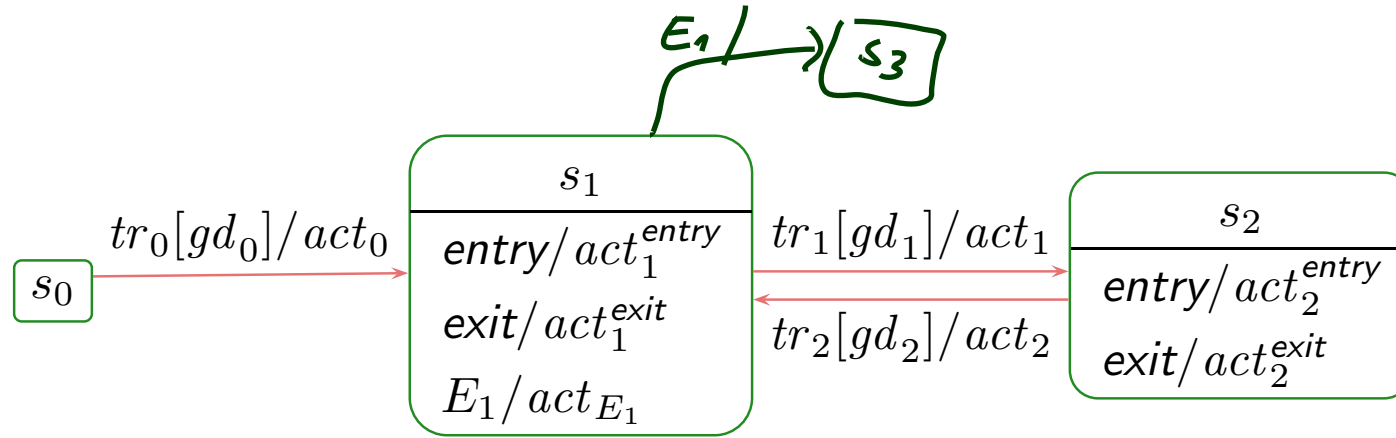 E₁/
s₃
s₁
tr₀[gd₀]/act₀
entry/act₁ᵉⁿᵗʳʸ
tr₁[gd₁]/act₁
s₂
s₀
exit/act₁ᵉˣⁱᵗ
tr₂[gd₂]/act₂
entry/act₂ᵉⁿᵗʳʸ
E₁/act_E₁
exit/act₂ᵉˣⁱᵗ